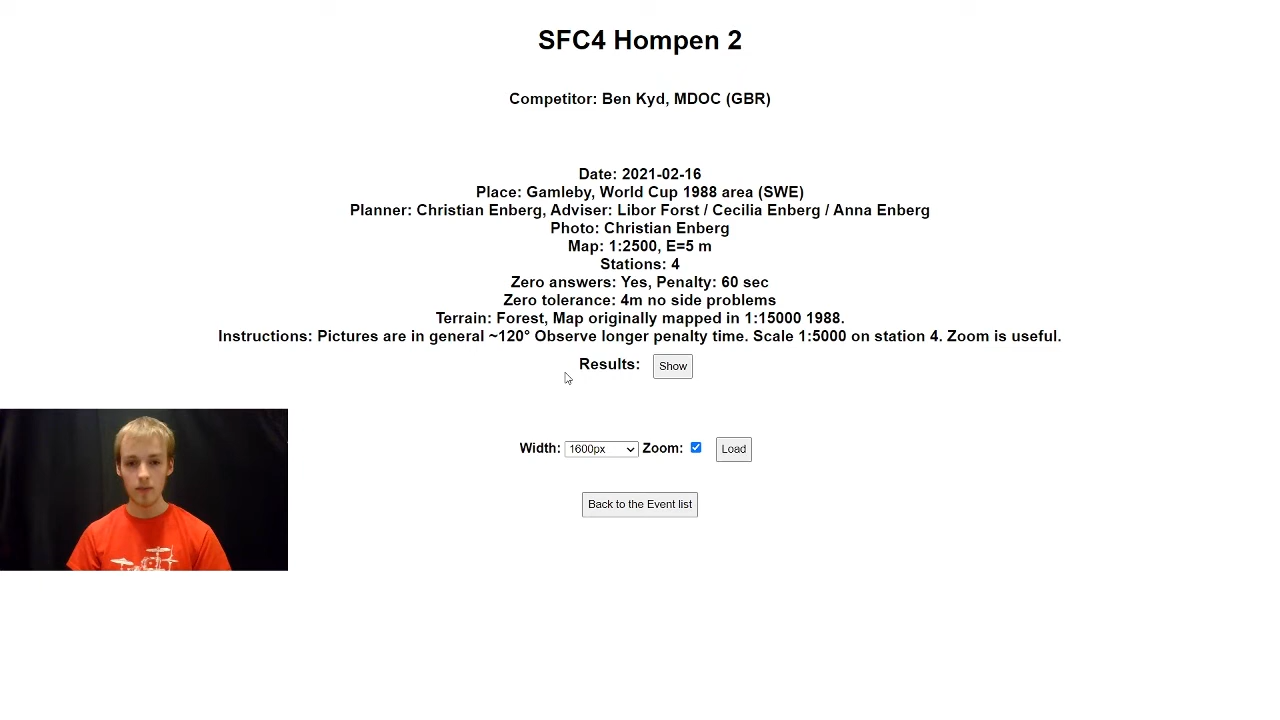 SFC4 Hompen 2
Competitor: Ben Kyd, MDOC (GBR)
Date: 2021-02-16
Place: Gamleby, World Cup 1988 area (SWE)
Planner: Christian Enberg, Adviser: Libor Forst / Cecilia Enberg / Anna Enberg
Photo: Christian Enberg
Map: 1:2500, E=5 m
Stations: 4
Zero answers: Yes, Penalty: 60 sec
Zero tolerance: 4m no side problems
Terrain: Forest, Map originally mapped in 1:15000 1988.
Instructions: Pictures are in general ~120° Observe longer penalty time. Scale 1:5000 on station 4. Zoom is useful.
Results: Show
Width: 1600px Zoom: Load
Back to the Event list